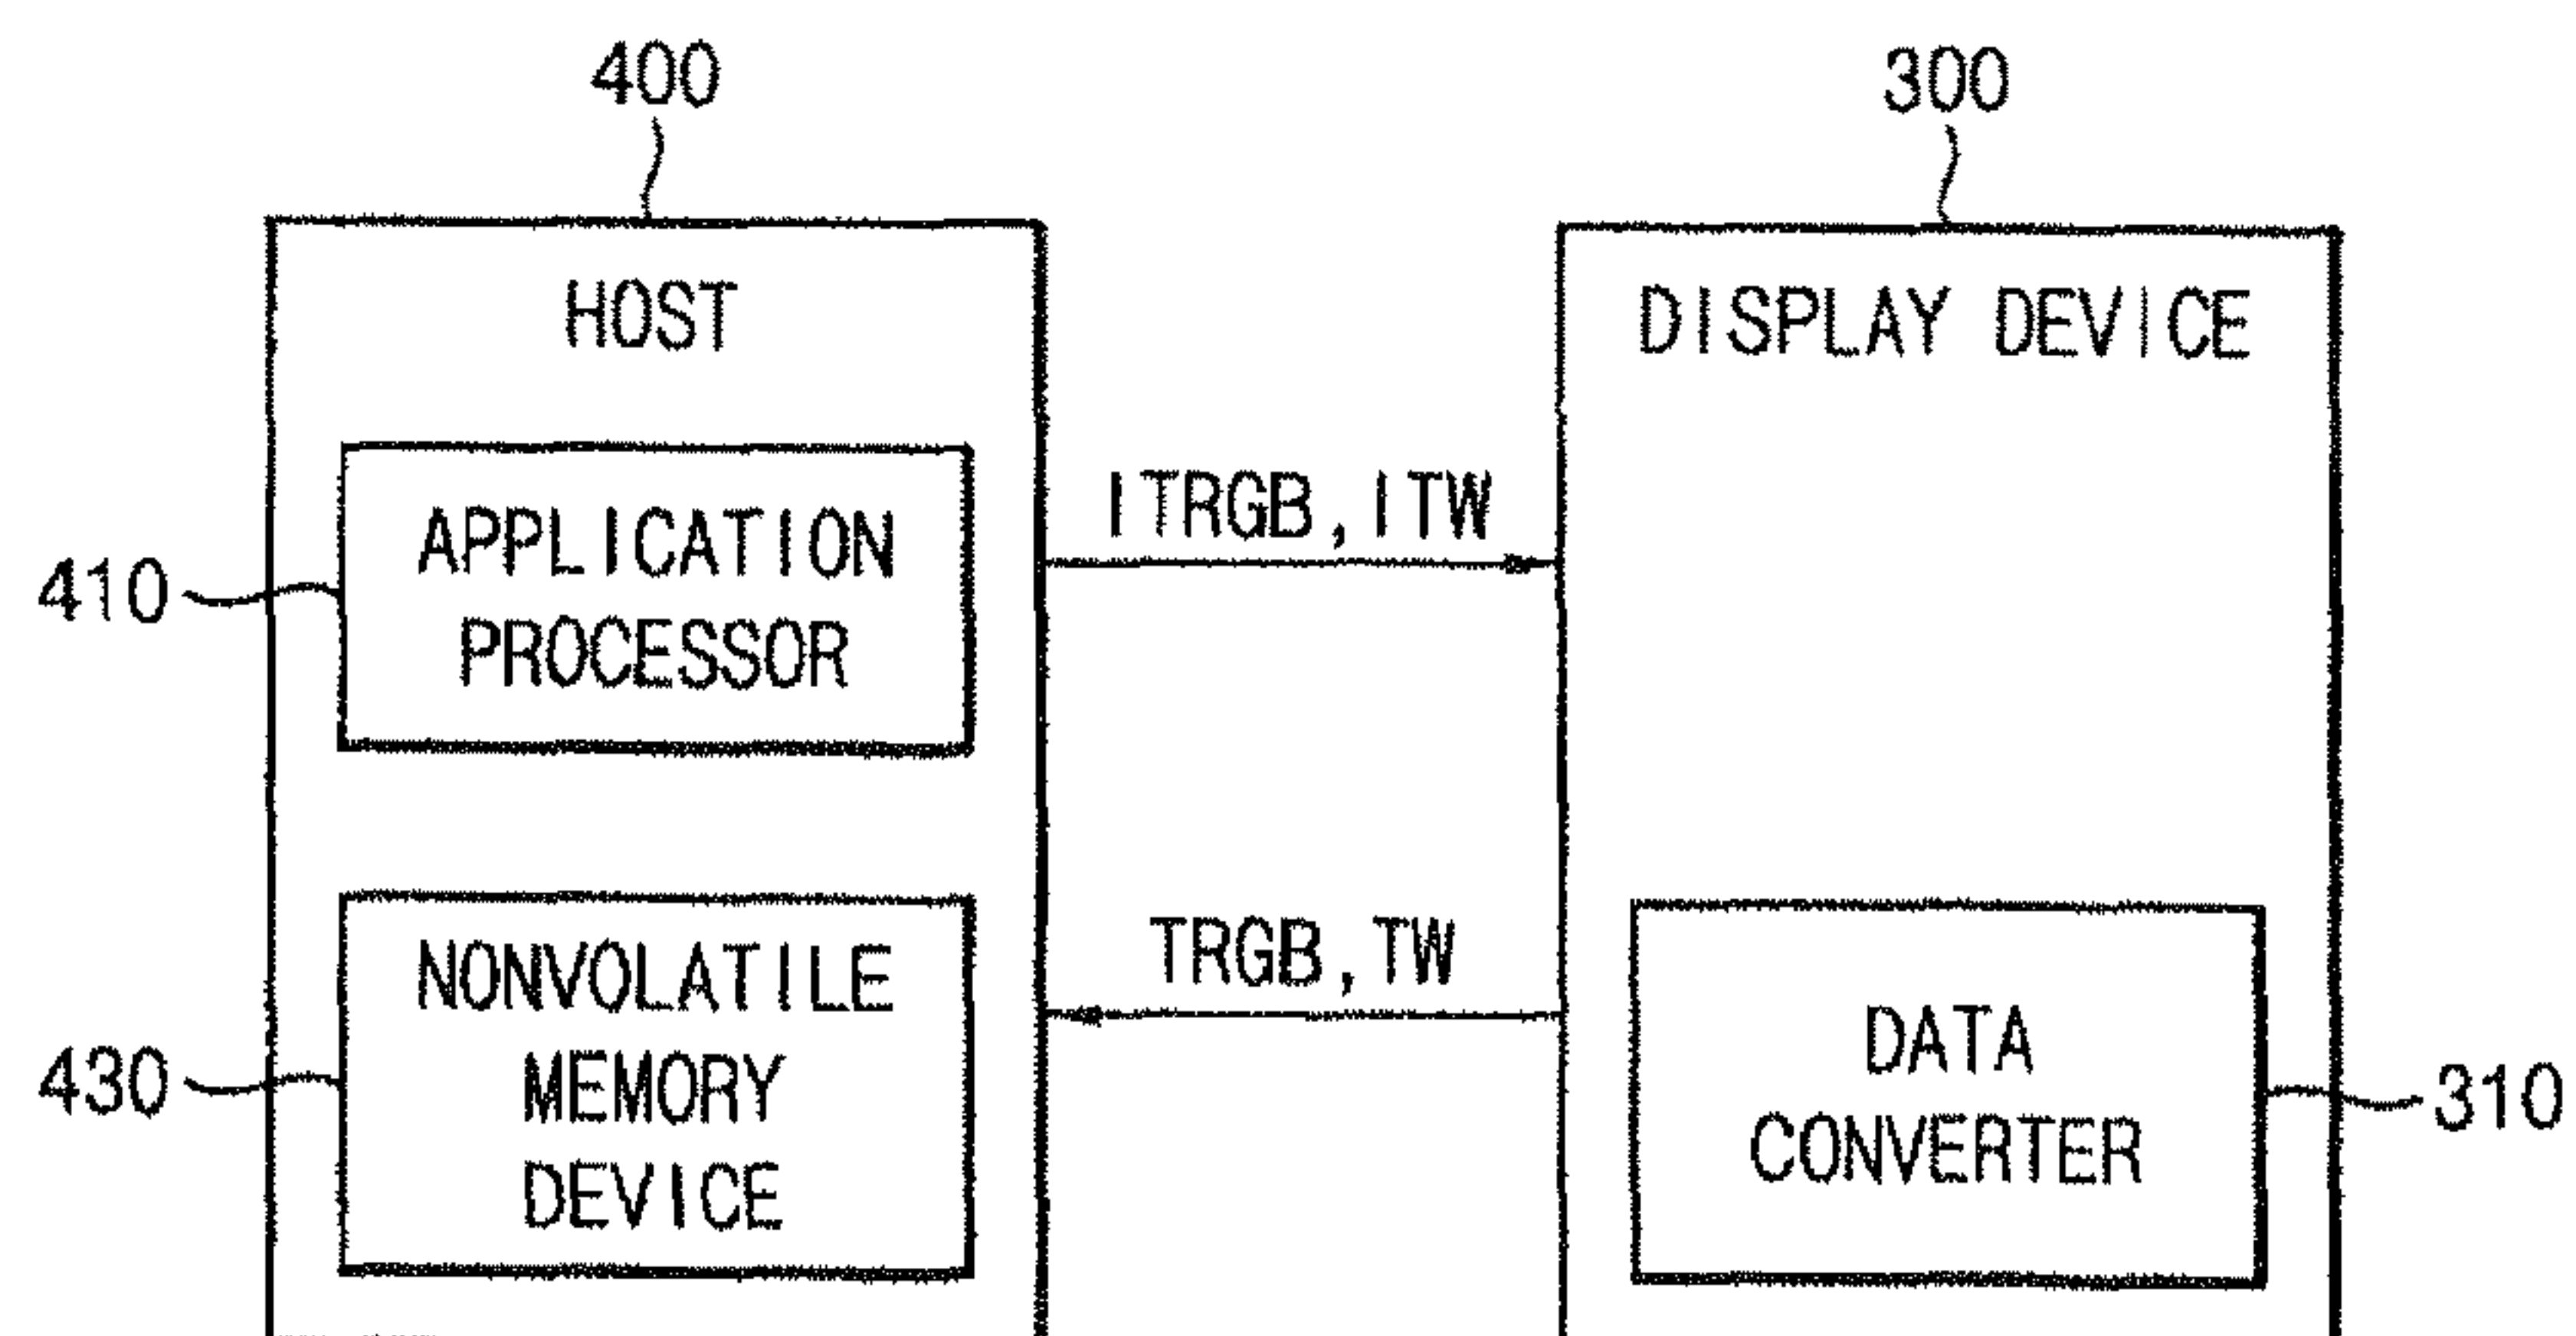 400
300
HOST
DISPLAY DEVICE
410
APPLICATION
PROCESSOR
ITRGB, ITW
430
NONVOLATILE
MEMORY
DEVICE
TRGB, TW
DATA
CONVERTER
310